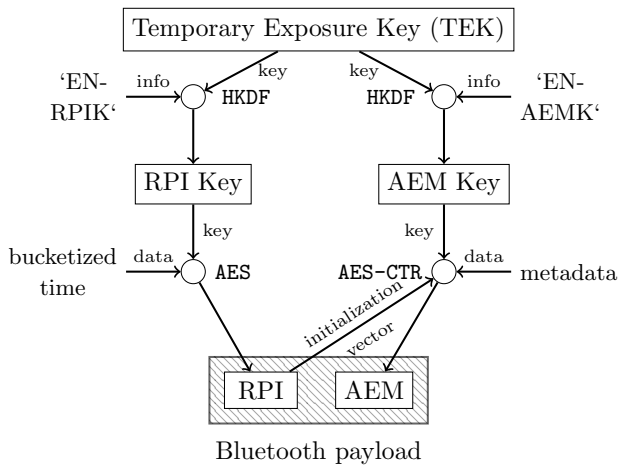 Temporary Exposure Key (TEK)
key key
‘EN-
RPIK‘
info
HKDF
HKDF
info
‘EN-
AEMK‘
RPI Key
AEM Key
key
key
bucketized
time
data
AES
AES-CTR
data
metadata
initialization
vector
RPI
AEM
Bluetooth payload